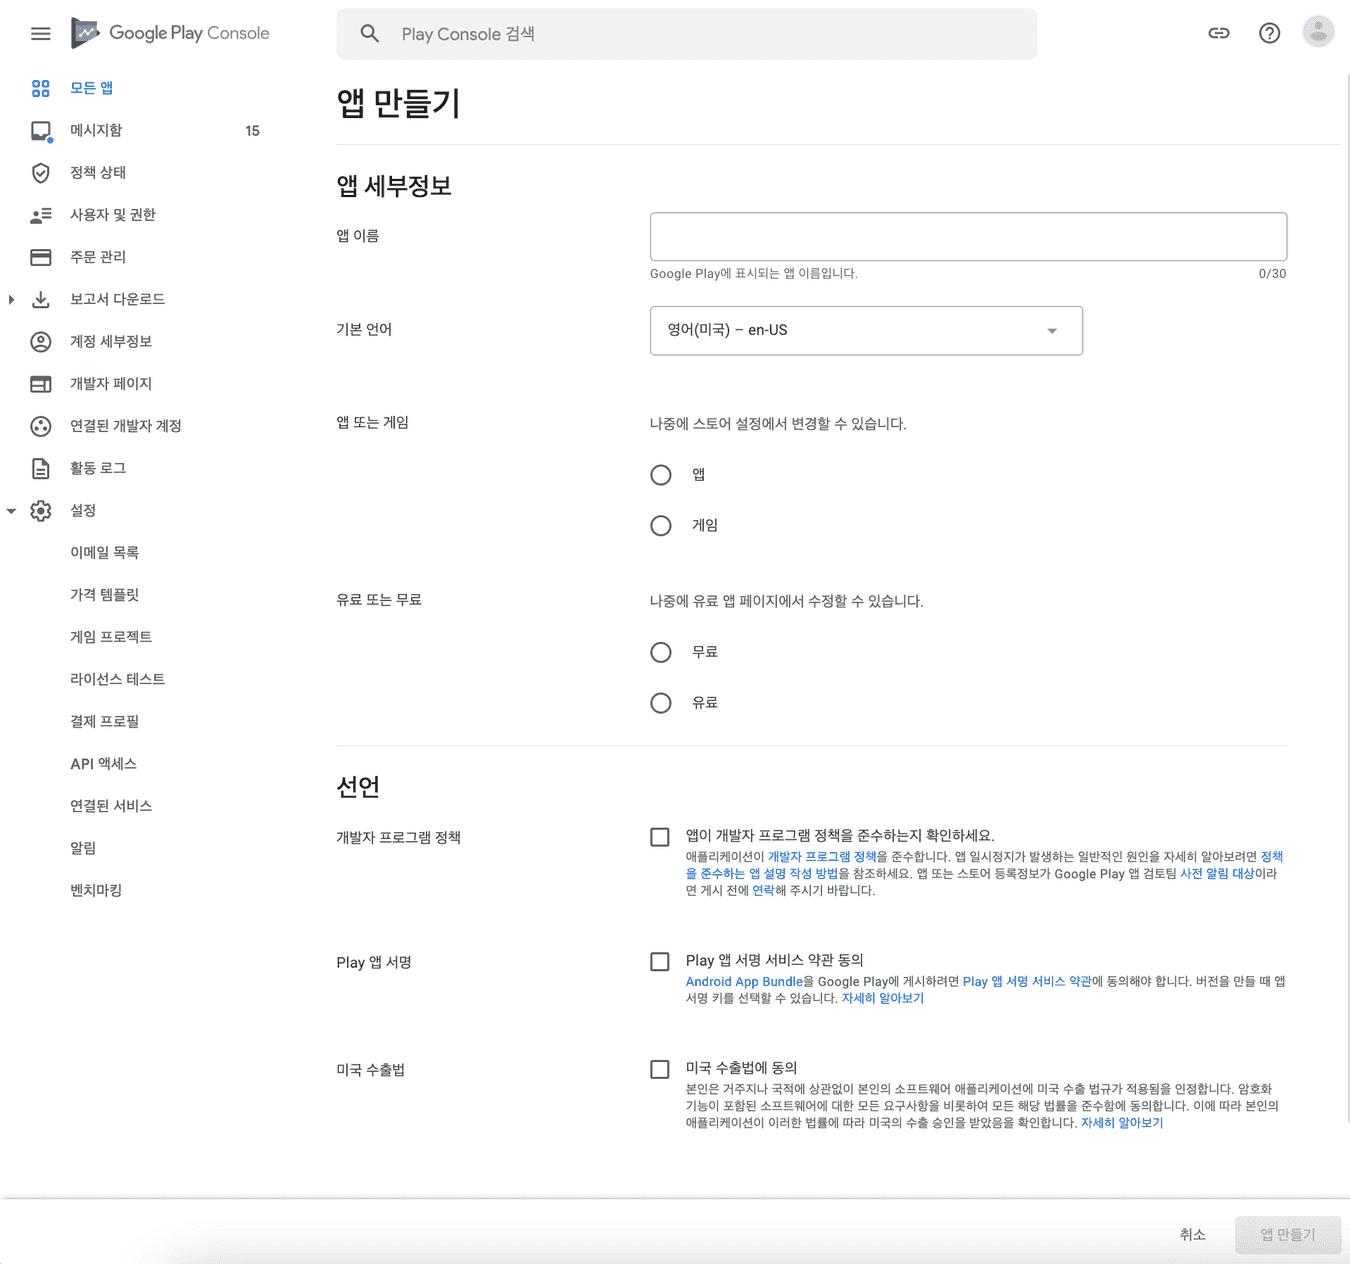 Google Play Console
Play Console 검색
모든 앱
메시지함 15
정책 상태
사용자 및 권한
주문 관리
보고서 다운로드
계정 세부정보
개발자 페이지
연결된 개발자 계정
활동 로그
설정
이메일 목록
가격 템플릿
게임 프로젝트
라이선스 테스트
결제 프로필
API 액세스
연결된 서비스
알림
벤치마킹
앱 만들기
앱 세부정보
앱 이름
Google Play에 표시되는 앱 이름입니다. 0/30
기본 언어
영어(미국) – en-US
앱 또는 게임
나중에 스토어 설정에서 변경할 수 있습니다.
앱
게임
유료 또는 무료
나중에 유료 앱 페이지에서 수정할 수 있습니다.
무료
유료
선언
개발자 프로그램 정책
앱이 개발자 프로그램 정책을 준수하는지 확인하세요.
애플리케이션이 개발자 프로그램 정책을 준수합니다. 앱 일시정지가 발생하는 일반적인 원인을 자세히 알아보려면 정책
을 준수하는 앱 설명 작성 방법을 참조하세요. 앱 또는 스토어 등록정보가 Google Play 앱 검토팀 사전 알림 대상이라
면 게시 전에 연락해 주시기 바랍니다.
Play 앱 서명
Play 앱 서명 서비스 약관 동의
Android App Bundle을 Google Play에 게시하려면 Play 앱 서명 서비스 약관에 동의해야 합니다. 버전을 만들 때 앱
서명 키를 선택할 수 있습니다. 자세히 알아보기
미국 수출법
미국 수출법에 동의
본인은 거주지나 국적에 상관없이 본인의 소프트웨어 애플리케이션에 미국 수출 법규가 적용됨을 인정합니다. 암호화
기능이 포함된 소프트웨어에 대한 모든 요구사항을 비롯하여 모든 해당 법률을 준수함에 동의합니다. 이에 따라 본인의
애플리케이션이 이러한 법률에 따라 미국의 수출 승인을 받았음을 확인합니다. 자세히 알아보기
취소
앱 만들기